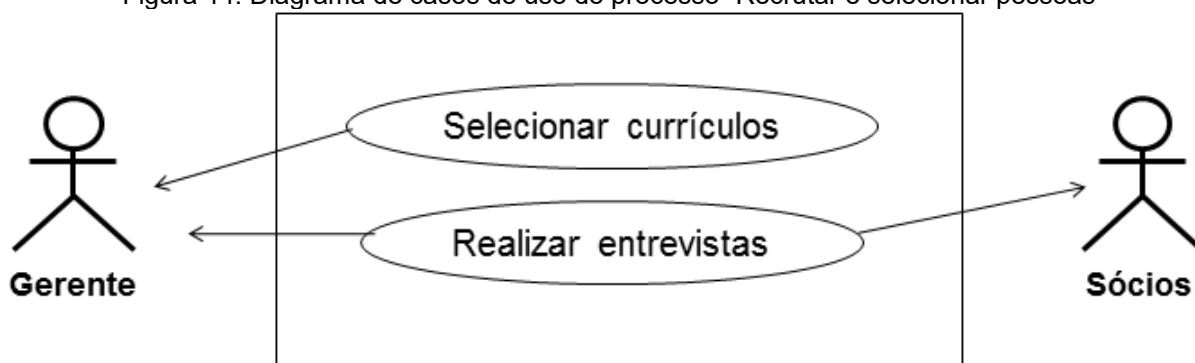 Figura 11. Diagrama de casos de uso do processo "Recrutar e selecionar pessoas"
Selecionar currículos
Realizar entrevistas
Gerente
Sócios